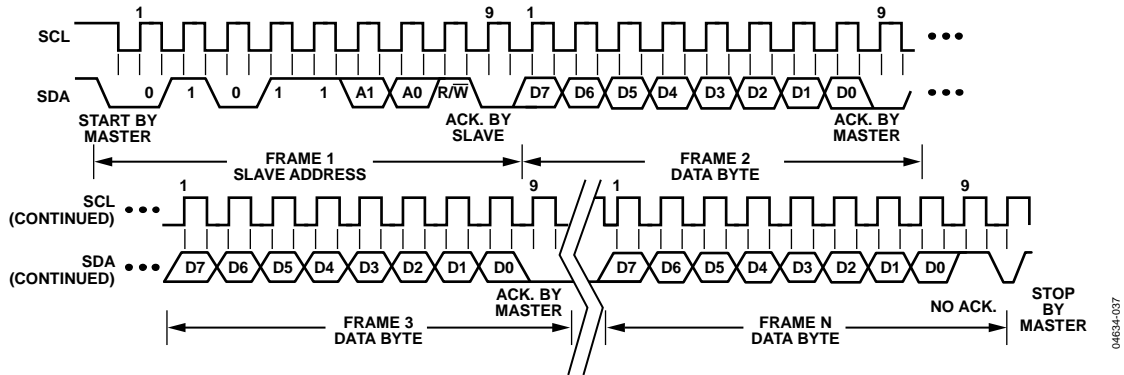 1 9 1 9
SCL
SDA 0 1 0 1 1 A1 A0 R/W̅ D7 D6 D5 D4 D3 D2 D1 D0
START BY
MASTER
ACK. BY
SLAVE
ACK. BY
MASTER
FRAME 1
SLAVE ADDRESS
FRAME 2
DATA BYTE
1 9 1 9
SCL
(CONTINUED)
SDA
(CONTINUED)
D7 D6 D5 D4 D3 D2 D1 D0 D7 D6 D5 D4 D3 D2 D1 D0
ACK. BY
MASTER
NO ACK.
STOP
BY
MASTER
FRAME 3
DATA BYTE
FRAME N
DATA BYTE
04634-037